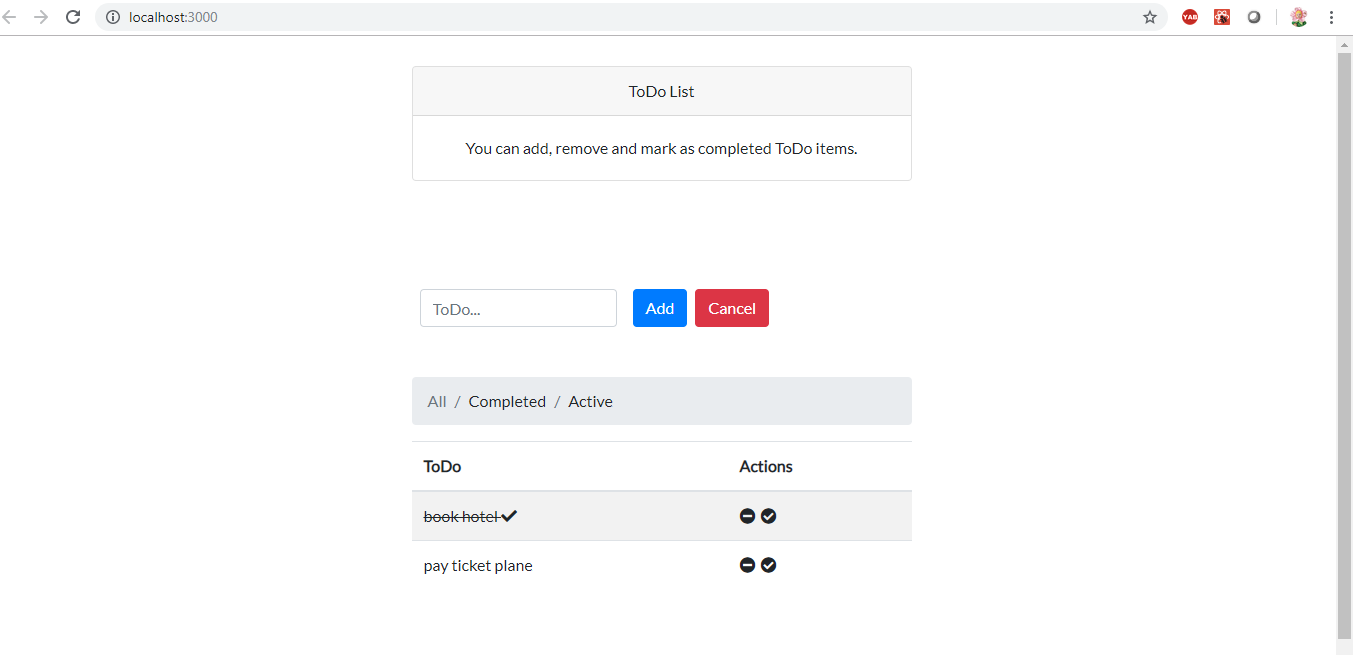 localhost:3000
YAB
ToDo List
You can add, remove and mark as completed ToDo items.
ToDo... Add Cancel
All / Completed / Active
ToDo Actions
book hotel
pay ticket plane